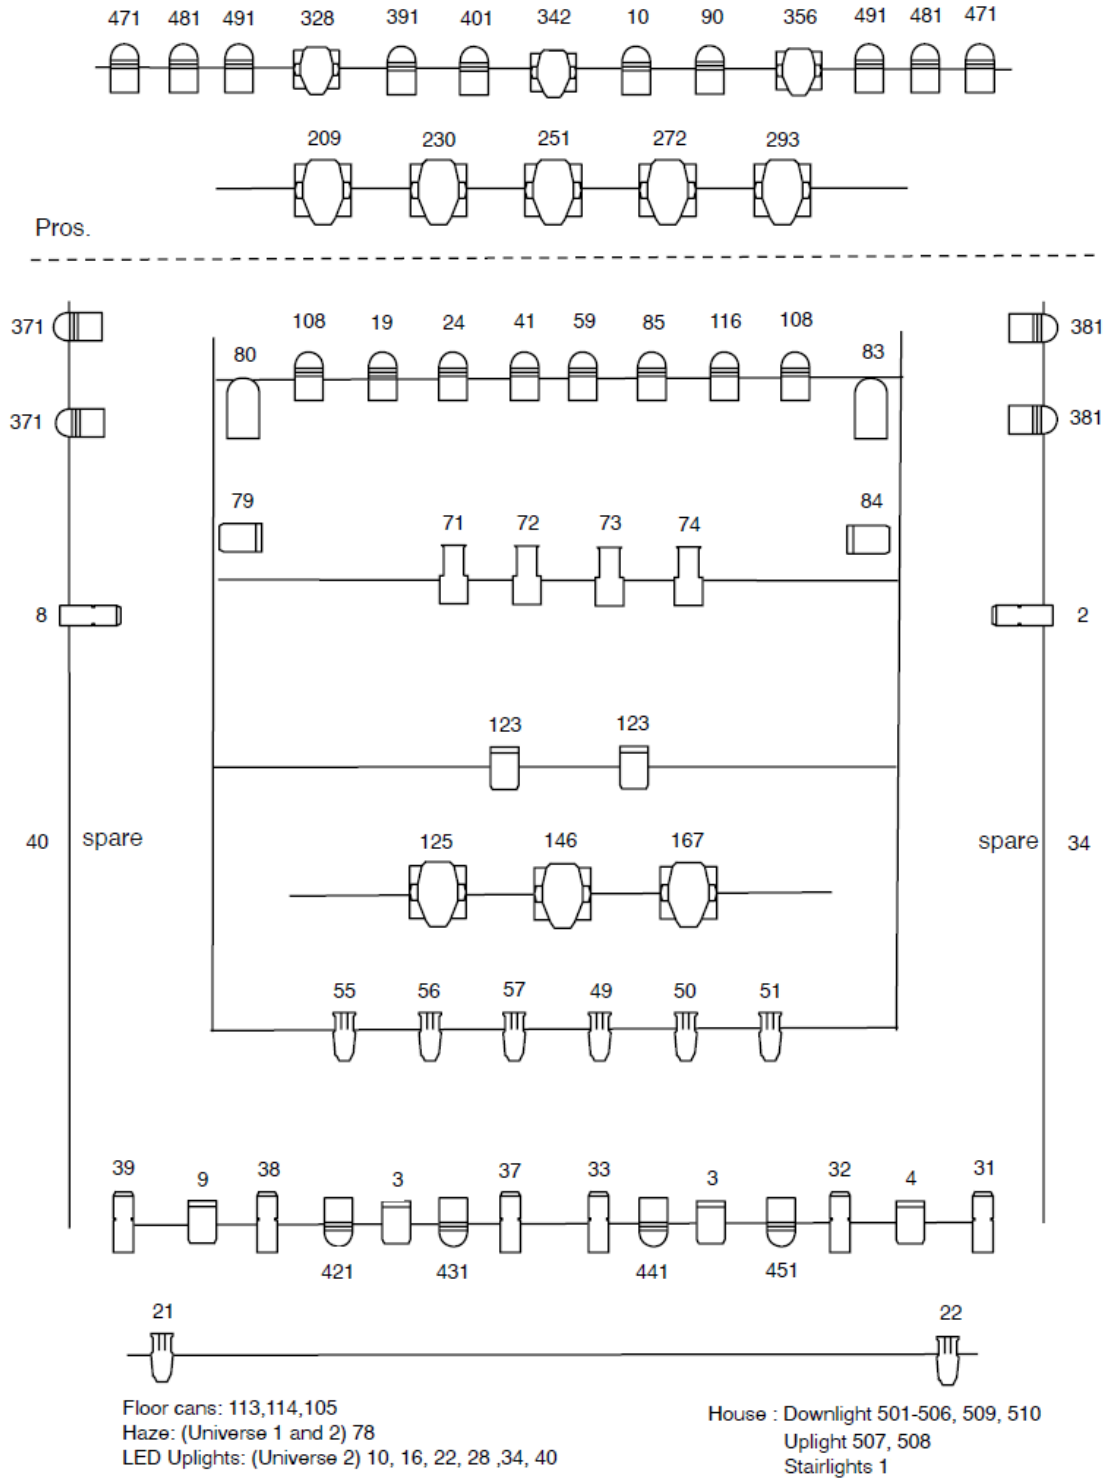 471 481 491 328 391 401 342 10 90 356 491 481 471
209 230 251 272 293
Pros.
371 381
108 19 24 41 59 85 116 108
80 83
371 381
79 84
71 72 73 74
8 2
123 123
40 spare spare 34
125 146 167
55 56 57 49 50 51
39 9 38 3 37 33 3 32 4 31
421 431 441 451
21 22
Floor cans: 113,114,105
Haze: (Universe 1 and 2) 78
LED Uplights: (Universe 2) 10, 16, 22, 28 ,34, 40
House : Downlight 501-506, 509, 510
Uplight 507, 508
Stairlights 1